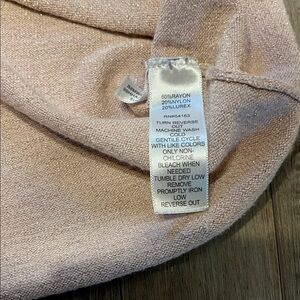 60%RAYON
20%NYLON
20%LUREX
RN#54163
TURN REVERSE
OUT
MACHINE WASH
COLD
GENTILE CYCLE
WITH LIKE COLORS
ONLY NON-
CHLORINE
BLEACH WHEN
NEEDED
TUMBLE DRY LOW
REMOVE
PROMPTLY IRON
LOW
REVERSE OUT